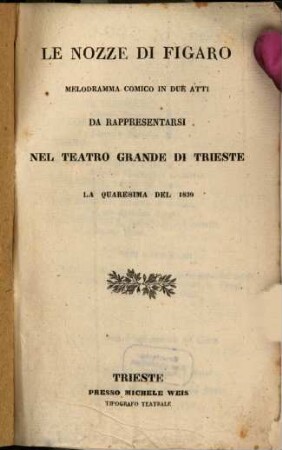 LE NOZZE DI FIGARO
MELODRAMMA COMICO IN DUE ATTI
DA RAPPRESENTARSI
NEL TEATRO GRANDE DI TRIESTE
LA QUARESIMA DEL 1830
TRIESTE
PRESSO MICHELE WEIS
TIPOGRAFO TEATRALE